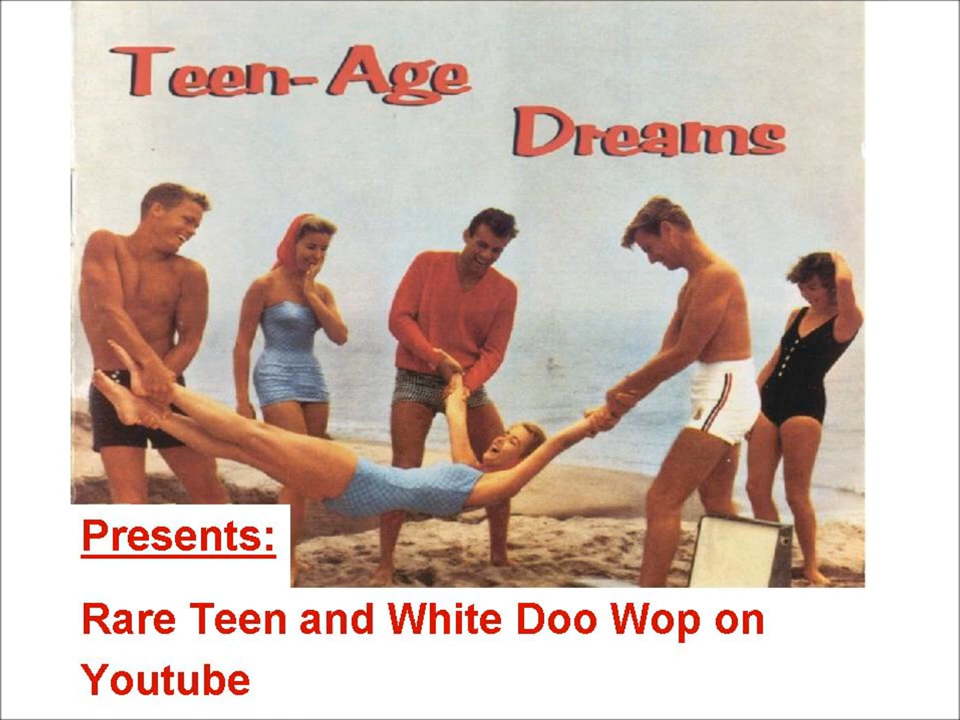 Teen-Age
Dreams
Presents:
Rare Teen and White Doo Wop on
Youtube